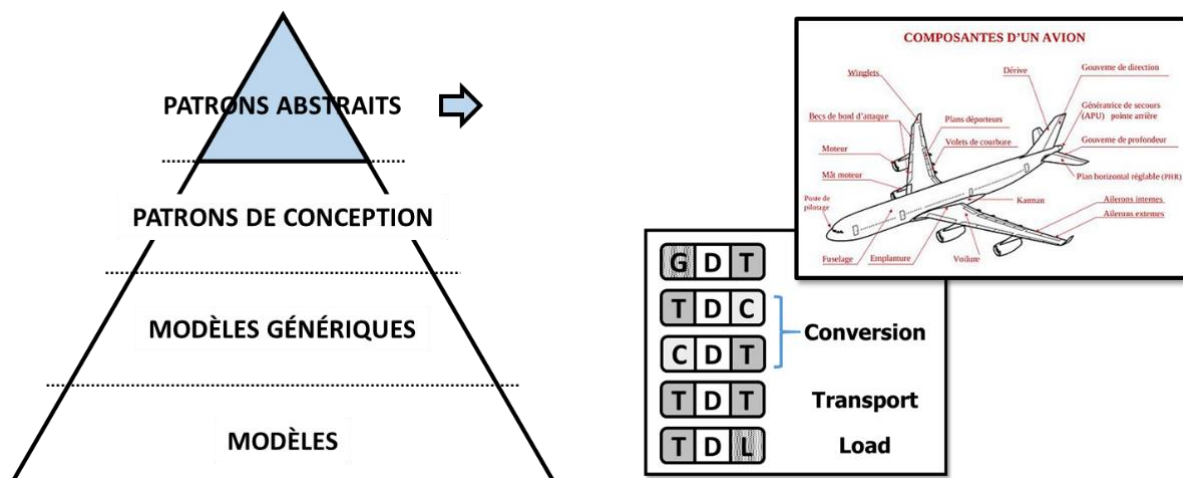 PATRONS ABSTRAITS
PATRONS DE CONCEPTION
MODÈLES GÉNÉRIQUES
MODÈLES
COMPOSANTES D'UN AVION
Winglets
Dérive
Gouverne de direction
Becs de bord d'attaque
Plans déporteurs
Génératrice de secours
(APU) pointe arrière
Moteur
Volets de courbure
Gouverne de profondeur
Mât moteur
Plan horizontal réglable (PHR)
Poste de
pilotage
Karman
Ailerons internes
Ailerons externes
Fuselage
Emplanture
Voilure
G D T
T D C
C D T
Conversion
T D T
Transport
T D L
Load